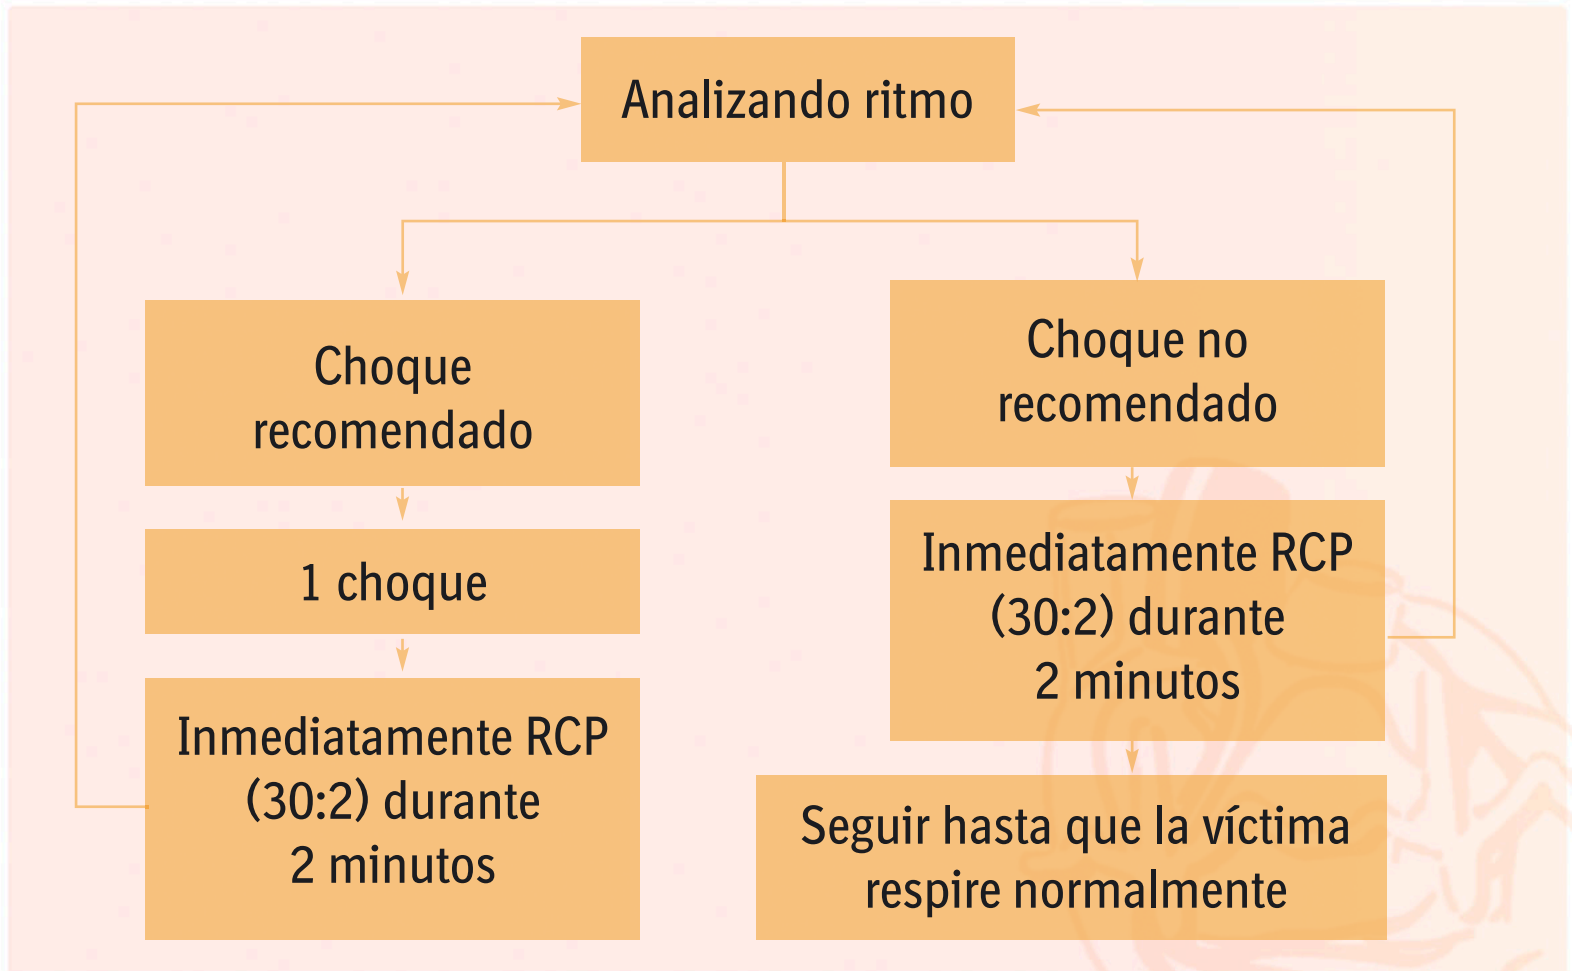 Analizando ritmo
Choque
recomendado
1 choque
Inmediatamente RCP
(30:2) durante
2 minutos
Choque no
recomendado
Inmediatamente RCP
(30:2) durante
2 minutos
Seguir hasta que la víctima
respire normalmente